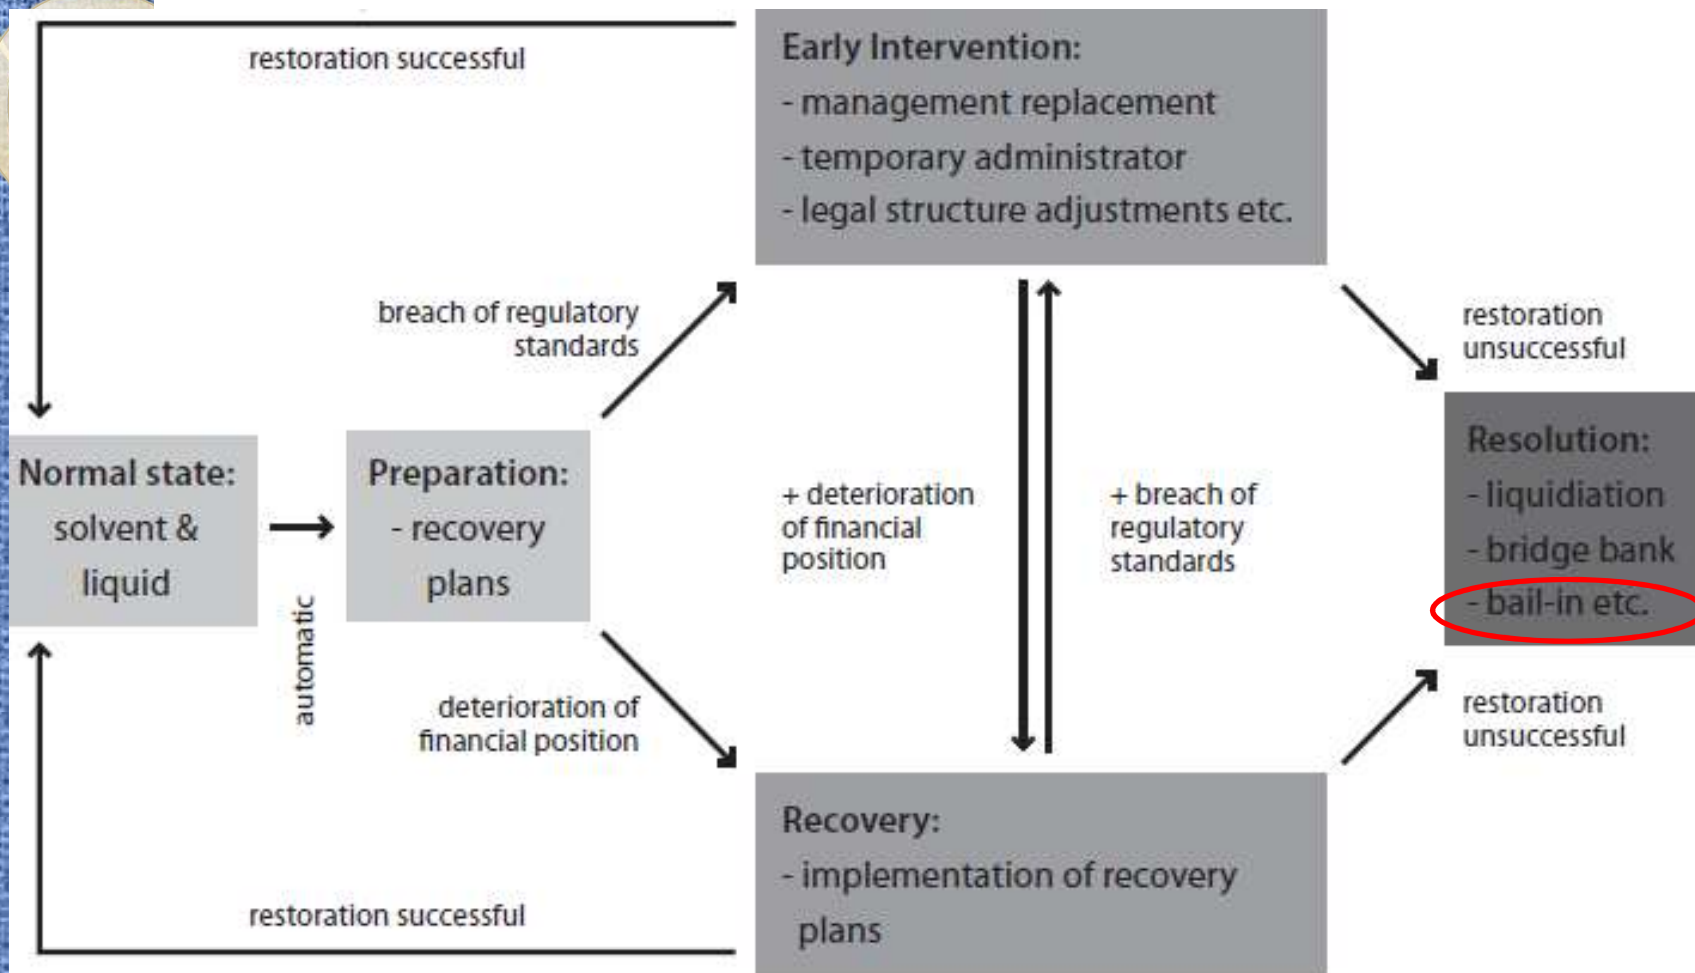 restoration successful
Early Intervention:
- management replacement
- temporary administrator
- legal structure adjustments etc.
breach of regulatory
standards
restoration
unsuccessful
Normal state:
solvent &
liquid
automatic
Preparation:
- recovery
plans
+ deterioration
of financial
position
+ breach of
regulatory
standards
Resolution:
- liquidiation
- bridge bank
- bail-in etc.
deterioration of
financial position
restoration
unsuccessful
Recovery:
- implementation of recovery
plans
restoration successful